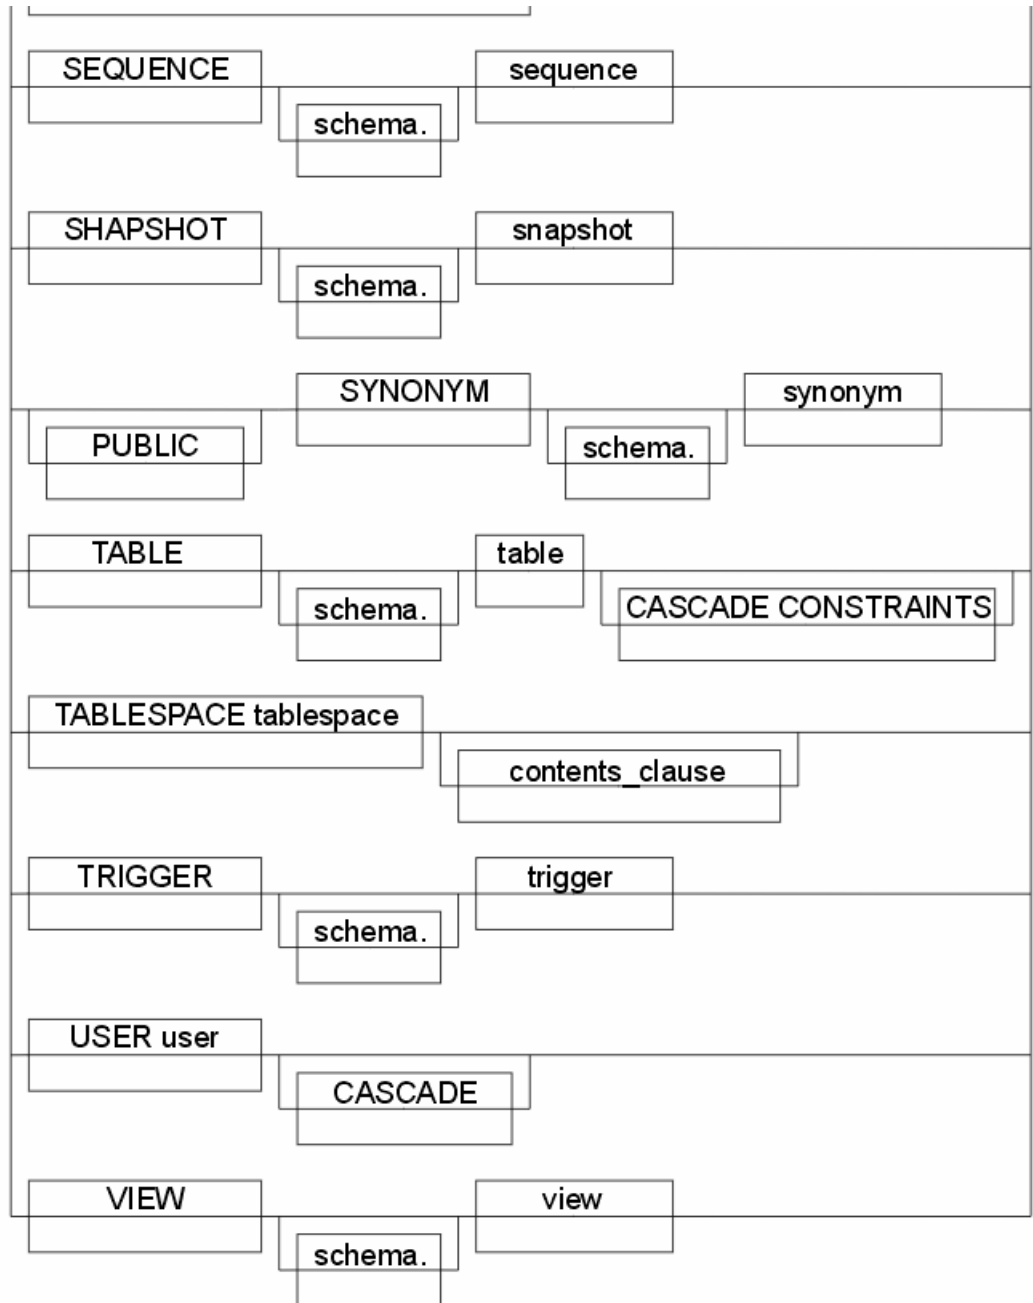 SEQUENCE sequence
schema.
SHAPSHOT snapshot
schema.
SYNONYM synonym
PUBLIC schema.
TABLE table
schema. CASCADE CONSTRAINTS
TABLESPACE tablespace
contents_clause
TRIGGER trigger
schema.
USER user
CASCADE
VIEW view
schema.